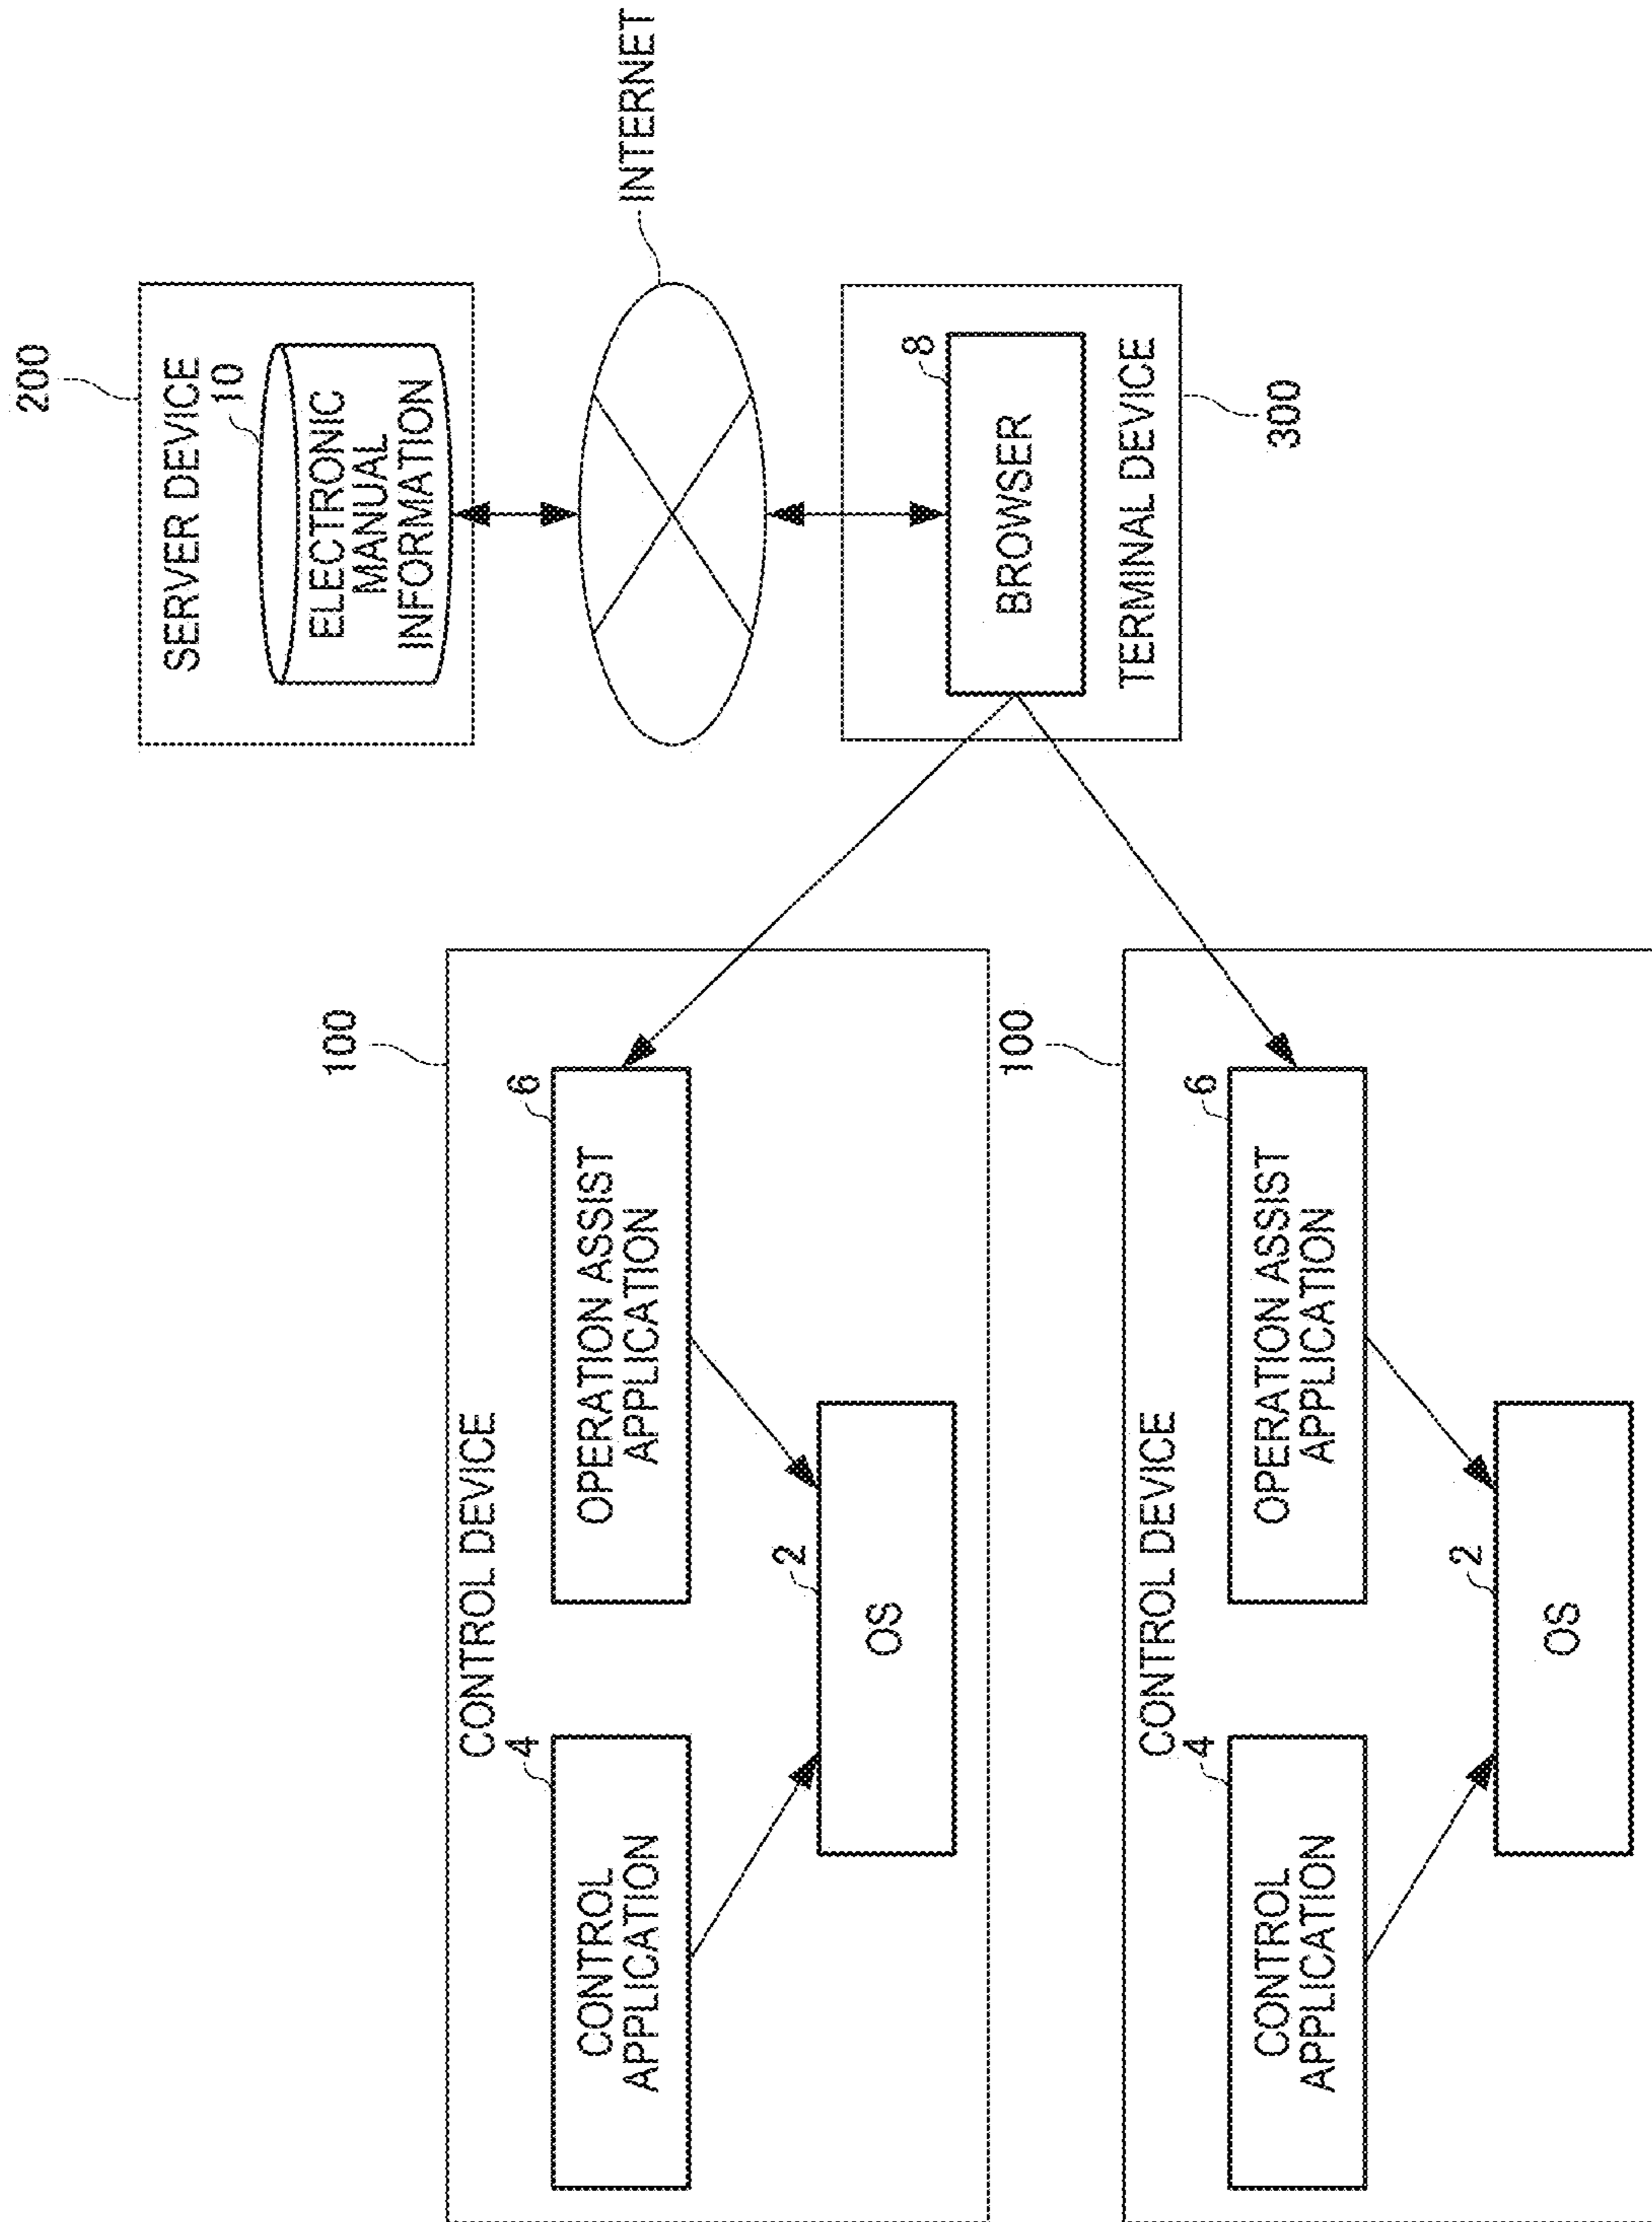 200
SERVER DEVICE
10
ELECTRONIC
MANUAL
INFORMATION
INTERNET
8
BROWSER
TERMINAL DEVICE
300
100
CONTROL DEVICE
4
CONTROL
APPLICATION
6
OPERATION ASSIST
APPLICATION
2
OS
100
CONTROL DEVICE
4
CONTROL
APPLICATION
6
OPERATION ASSIST
APPLICATION
2
OS